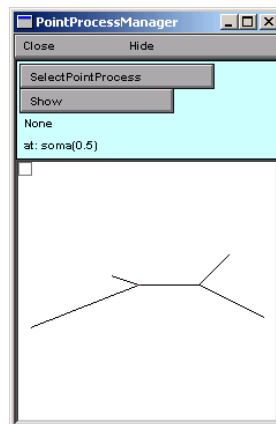 PointProcessManager
Close Hide
SelectPointProcess
Show
None
at: soma(0.5)